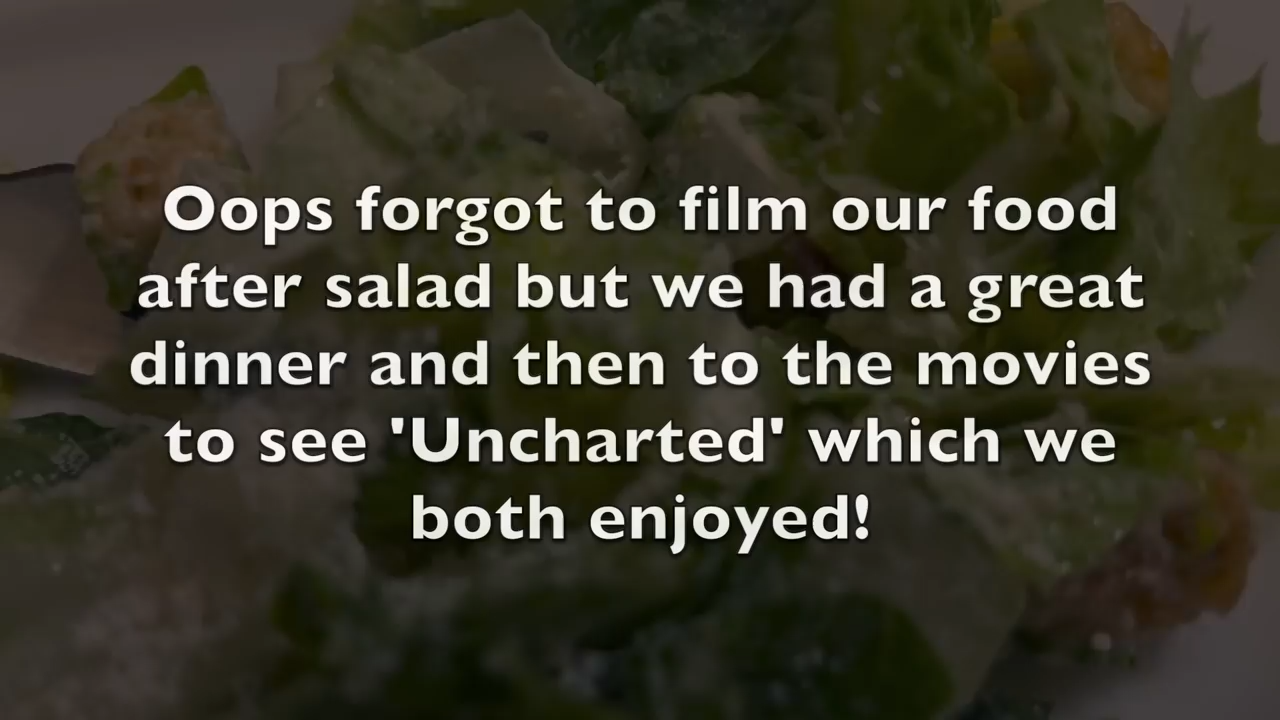 Oops forgot to film our food
after salad but we had a great
dinner and then to the movies
to see 'Uncharted' which we
both enjoyed!